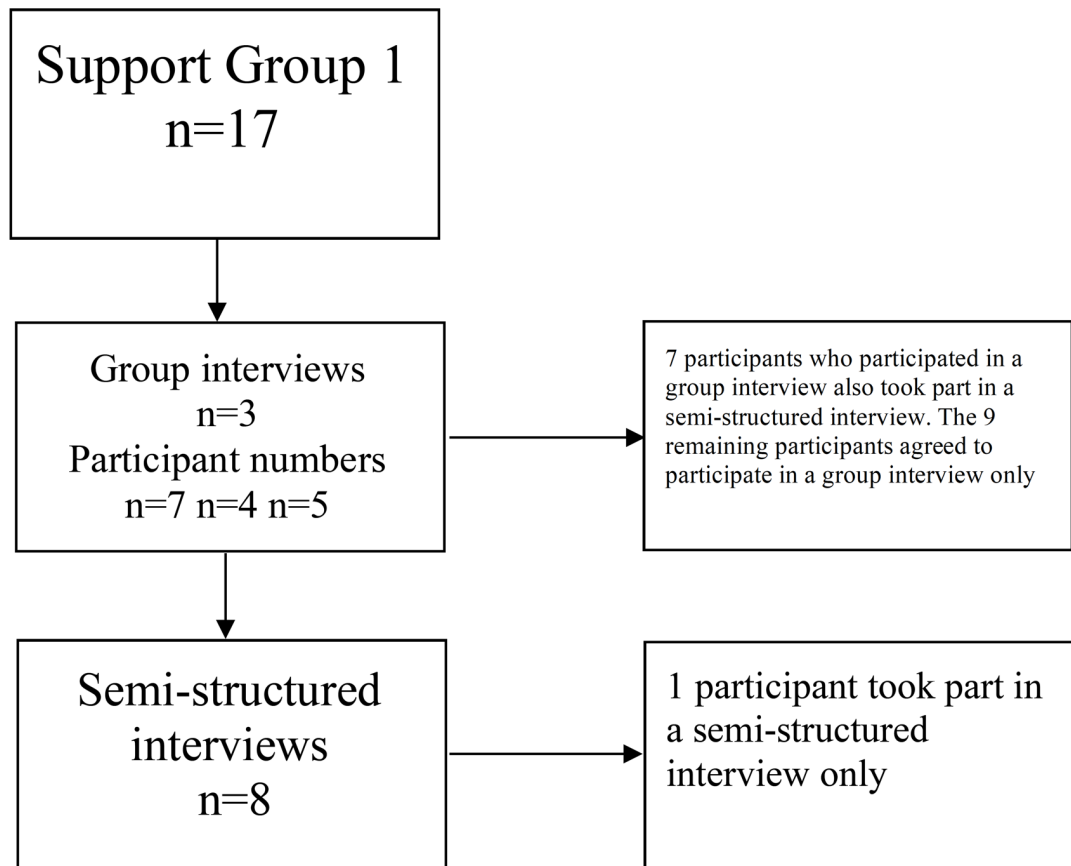 Support Group 1
n=17
Group interviews
n=3
Participant numbers
n=7 n=4 n=5
7 participants who participated in a
group interview also took part in a
semi-structured interview. The 9
remaining participants agreed to
participate in a group interview only
Semi-structured
interviews
n=8
1 participant took part in
a semi-structured
interview only